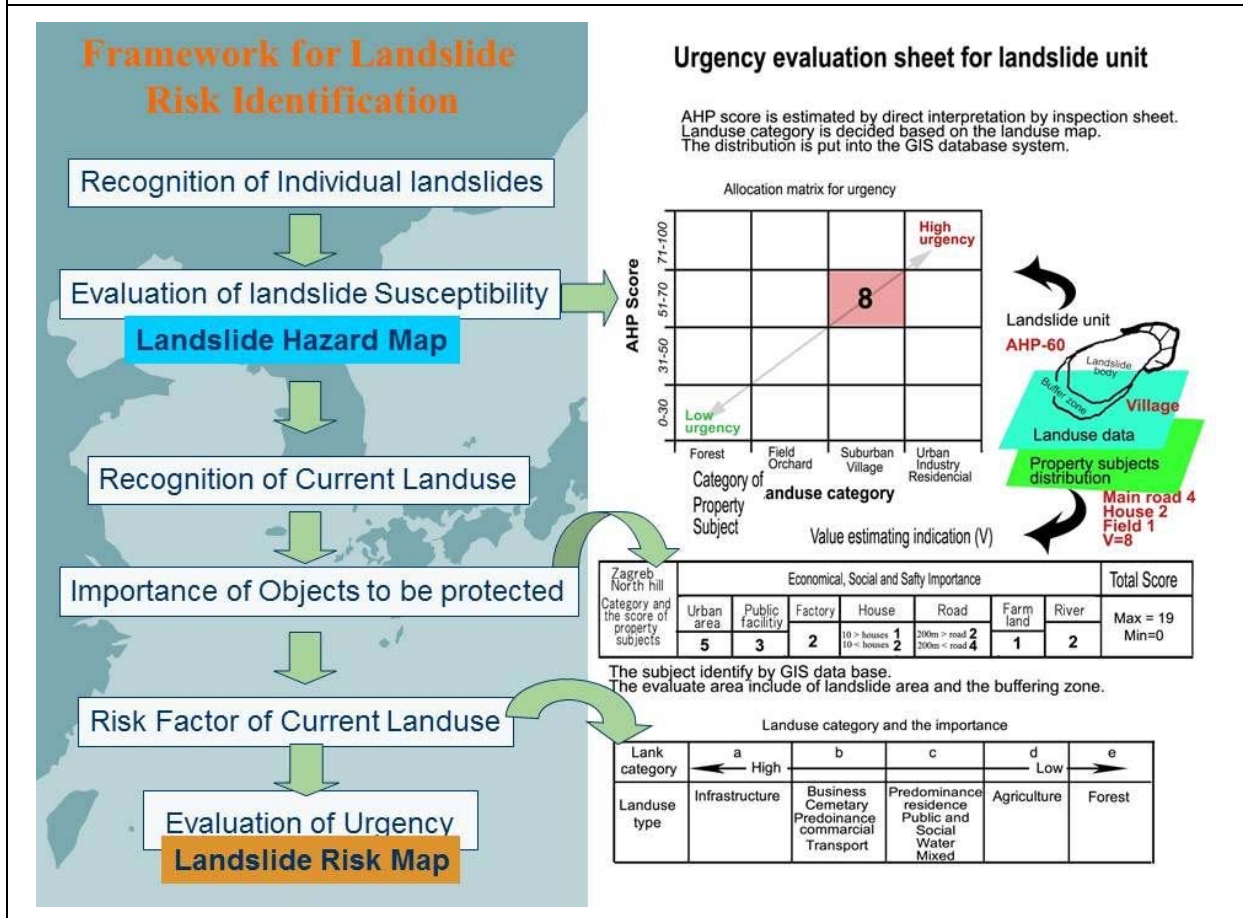 Framework for Landslide
Risk Identification
Recognition of Individual landslides
Evaluation of landslide Susceptibility
Landslide Hazard Map
Recognition of Current Landuse
Importance of Objects to be protected
Risk Factor of Current Landuse
Evaluation of Urgency
Landslide Risk Map
Urgency evaluation sheet for landslide unit
AHP score is estimated by direct interpretation by inspection sheet.
Landuse category is decided based on the landuse map.
The distribution is put into the GIS database system.
Allocation matrix for urgency
AHP Score
71-100
51-70
31-50
0-30
High
urgency
8
Low
urgency
Forest
Field
Orchard
Suburban
Village
Urban
Industry
Residencial
Category of
Property
Subject
Landuse category
Landslide unit
AHP-60
Landslide
body
Buffer zone
Village
Landuse data
Property subjects
distribution
Main road 4
House 2
Field 1
V=8
Value estimating indication (V)
Zagreb
North hill
Economical, Social and Safty Importance
Total Score
Category and
the score of
property
subjects
Urban
area
Public
facilitiy
Factory
House
Road
Farm
land
River
5
3
2
10 > houses 1
10 < houses 2
200m > road 2
200m < road 4
1
2
Max = 19
Min=0
The subject identify by GIS data base.
The evaluate area include of landslide area and the buffering zone.
Landuse category and the importance
Lank
category
a
b
c
d
e
High
Low
Landuse
type
Infrastructure
Business
Cemetary
Predoinance
commarcial
Transport
Predominance
residence
Public and
Social
Water
Mixed
Agriculture
Forest